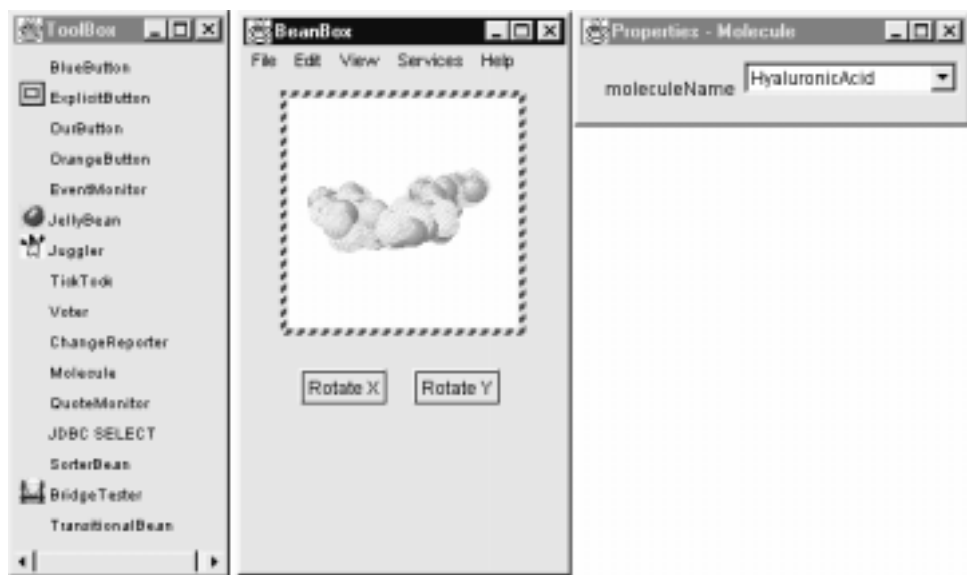 ToolBox
BlueButton
ExplicitButton
OurButton
OrangeButton
EventMonitor
JellyBean
Juggler
TickTock
Voter
ChangeReporter
Molecule
QuoteMonitor
JDBC SELECT
SorterBean
BridgeTester
TransitionalBean
BeanBox
File Edit View Services Help
Rotate X Rotate Y
Properties - Molecule
moleculeName HyaluronicAcid